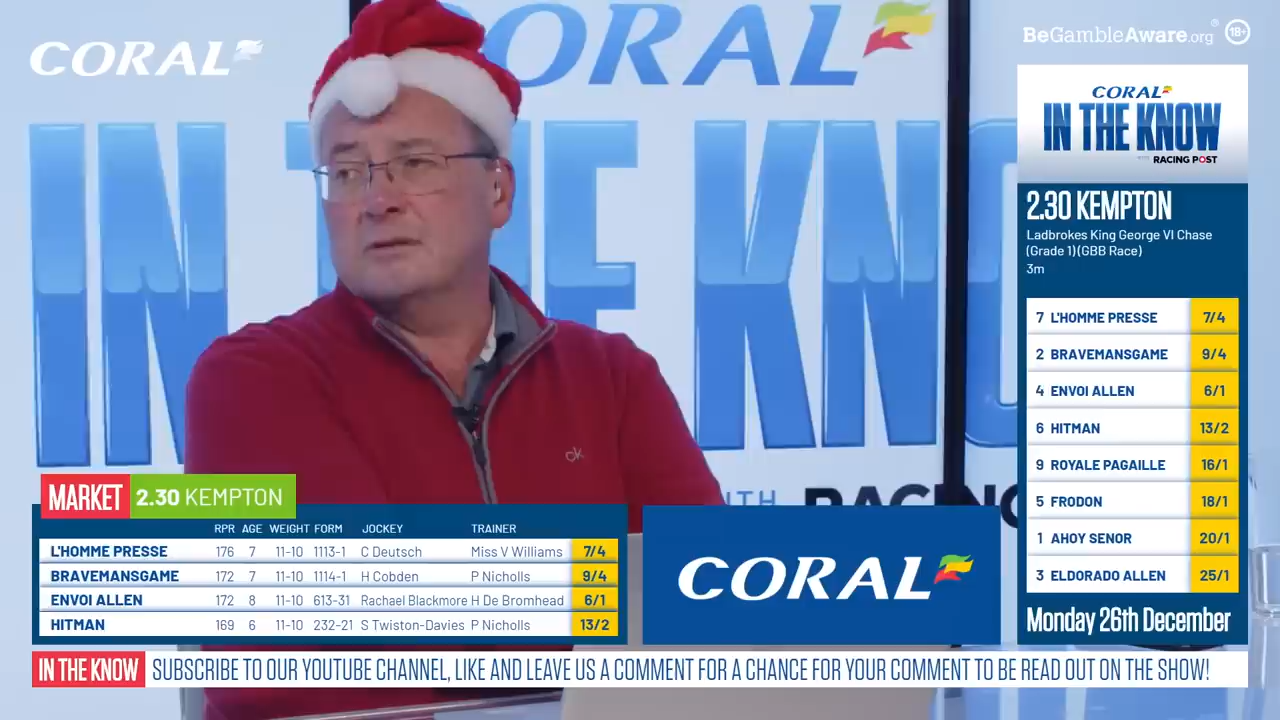 CORAL
CORAL
BeGambleAware.org® 18+
IN THE KNOW
WITH RACING
ck
CORAL
IN THE KNOW
WITH RACING POST
2.30 KEMPTON
Ladbrokes King George VI Chase
(Grade 1)(GBB Race)
3m
7 L'HOMME PRESSE 7/4
2 BRAVEMANSGAME 9/4
4 ENVOI ALLEN 6/1
6 HITMAN 13/2
9 ROYALE PAGAILLE 16/1
5 FRODON 18/1
1 AHOY SENOR 20/1
3 ELDORADO ALLEN 25/1
Monday 26th December
MARKET 2.30 KEMPTON
RPR AGE WEIGHT FORM JOCKEY TRAINER
L'HOMME PRESSE 176 7 11-10 1113-1 C Deutsch Miss V Williams 7/4
BRAVEMANSGAME 172 7 11-10 1114-1 H Cobden P Nicholls 9/4
ENVOI ALLEN 172 8 11-10 613-31 Rachael Blackmore H De Bromhead 6/1
HITMAN 169 6 11-10 232-21 S Twiston-Davies P Nicholls 13/2
CORAL
IN THE KNOW SUBSCRIBE TO OUR YOUTUBE CHANNEL, LIKE AND LEAVE US A COMMENT FOR A CHANCE FOR YOUR COMMENT TO BE READ OUT ON THE SHOW!